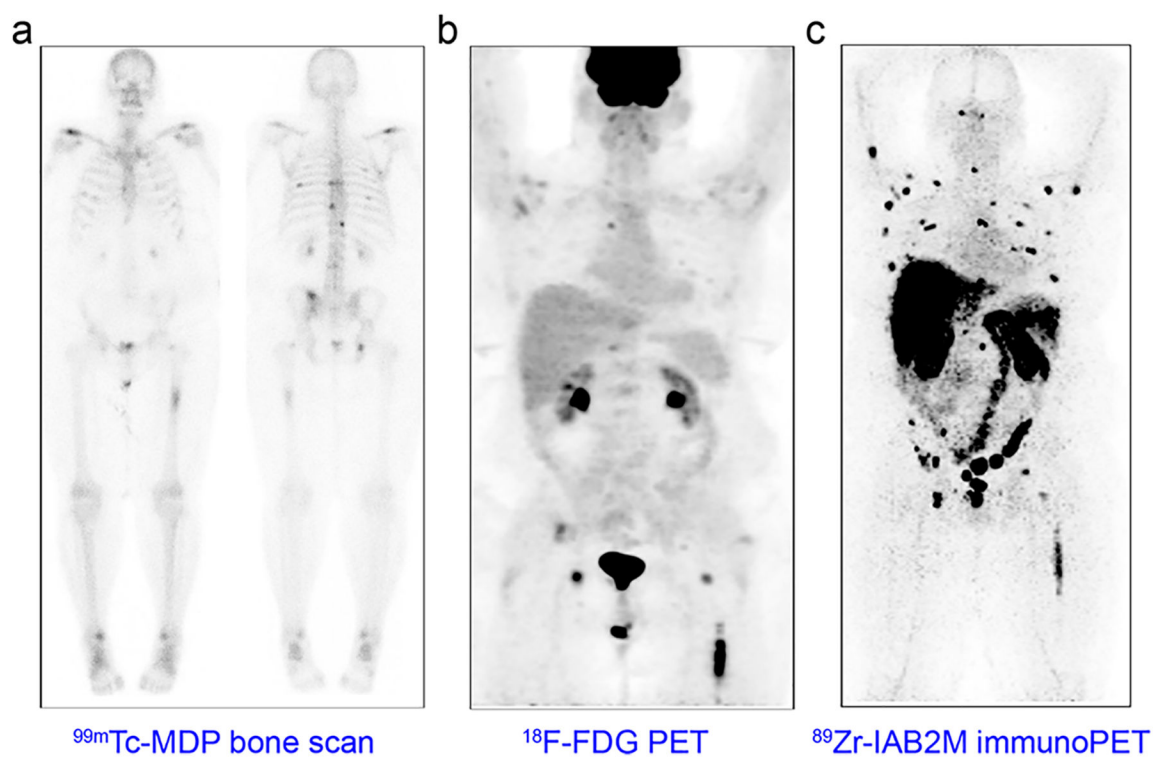 a
b
c
⁹⁹ᵐTc-MDP bone scan
¹⁸F-FDG PET
⁸⁹Zr-IAB2M immunoPET